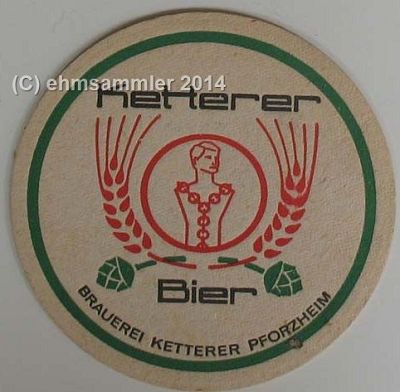 (C) ehmsammler 2014
Ketterer
Bier
BRAUEREI KETTERER PFORZHEIM